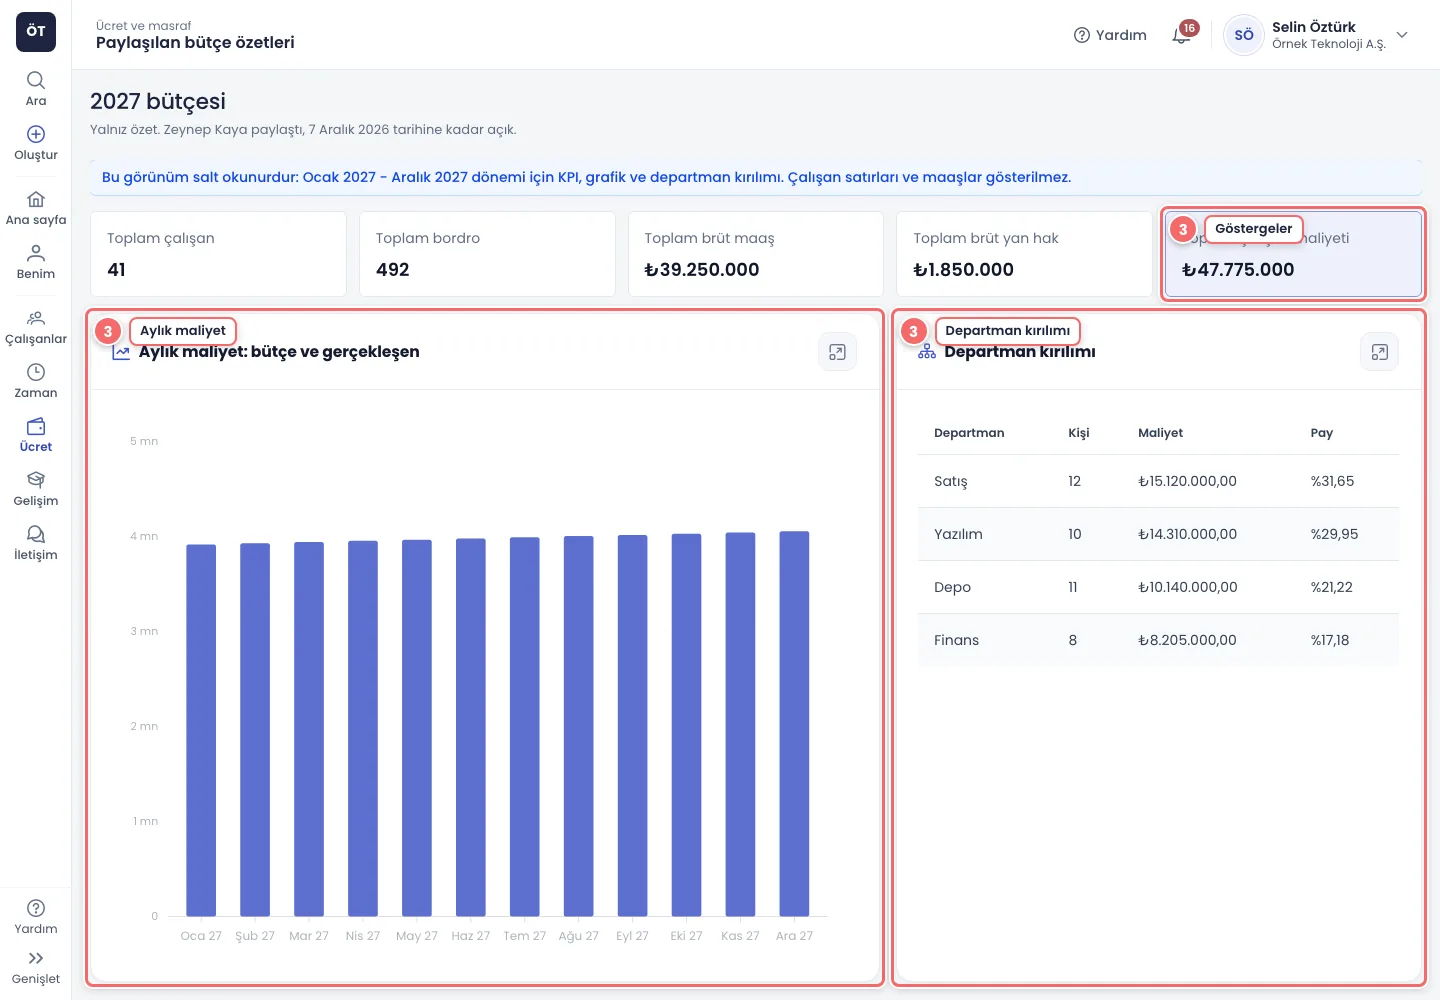 ÖT
Ara
Oluştur
Ana sayfa
Benim
Çalışanlar
Zaman
Ücret
Gelişim
İletişim
Yardım
Genişlet
Ücret ve masraf
Paylaşılan bütçe özetleri
Yardım
16
SÖ
Selin Öztürk
Örnek Teknoloji A.Ş.
2027 bütçesi
Yalnız özet. Zeynep Kaya paylaştı, 7 Aralık 2026 tarihine kadar açık.
Bu görünüm salt okunurdur: Ocak 2027 - Aralık 2027 dönemi için KPI, grafik ve departman kırılımı. Çalışan satırları ve maaşlar gösterilmez.
Toplam çalışan
41
Toplam bordro
492
Toplam brüt maaş
₺39.250.000
Toplam brüt yan hak
₺1.850.000
3
Göstergeler
₺47.775.000
3
Aylık maliyet
Aylık maliyet: bütçe ve gerçekleşen
5 mn
4 mn
3 mn
2 mn
1 mn
0
Oca 27 Şub 27 Mar 27 Nis 27 May 27 Haz 27 Tem 27 Ağu 27 Eyl 27 Eki 27 Kas 27 Ara 27
3
Departman kırılımı
Departman kırılımı
Departman Kişi Maliyet Pay
Satış 12 ₺15.120.000,00 %31,65
Yazılım 10 ₺14.310.000,00 %29,95
Depo 11 ₺10.140.000,00 %21,22
Finans 8 ₺8.205.000,00 %17,18